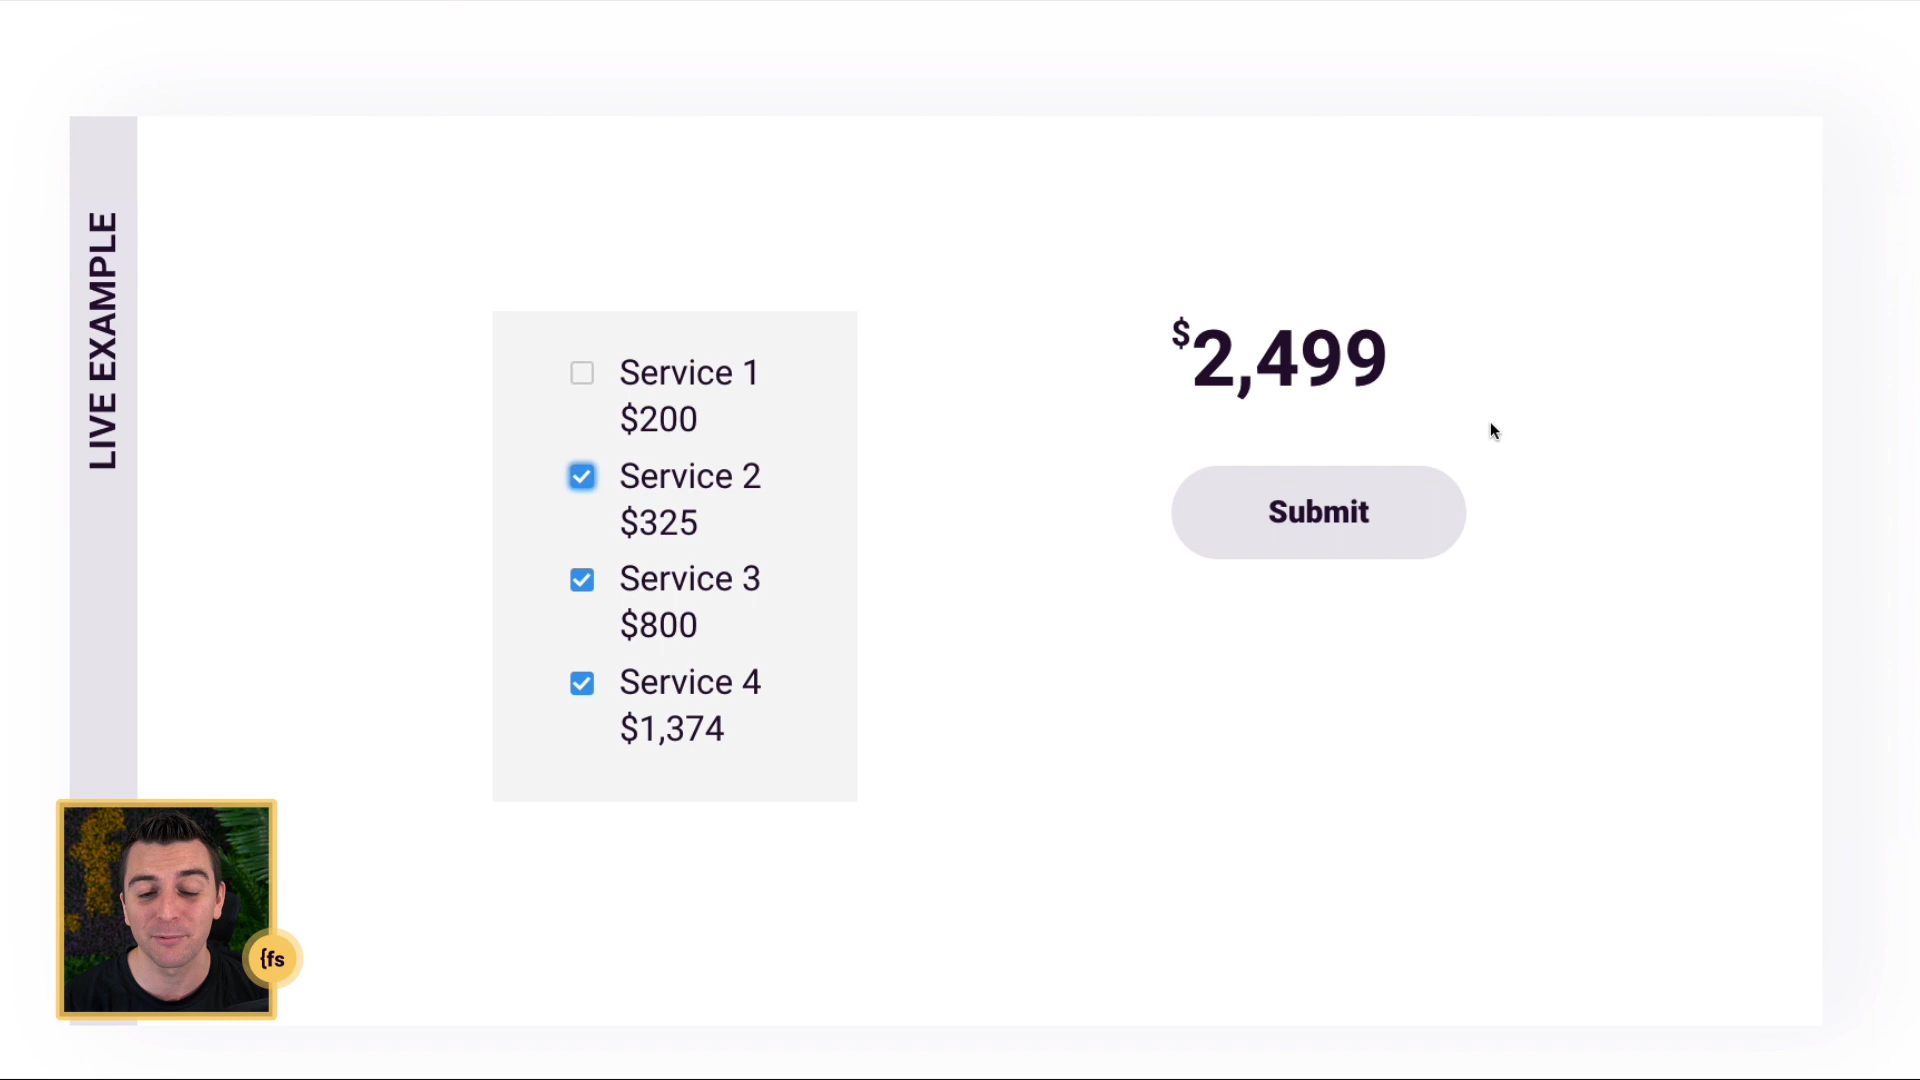 LIVE EXAMPLE
Service 1
$200
Service 2
$325
Service 3
$800
Service 4
$1,374
$2,499
Submit
{fs